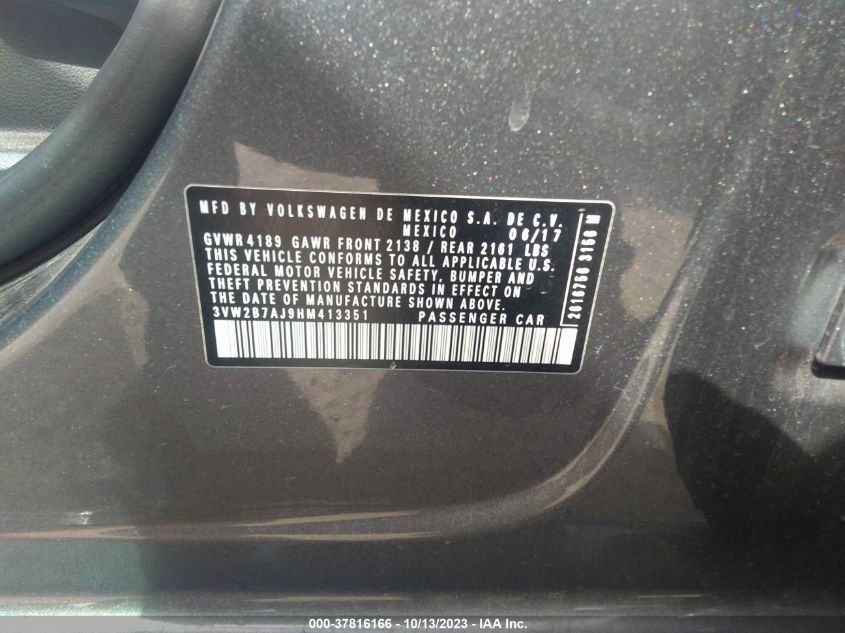 MFD BY VOLKSWAGEN DE MEXICO S.A. DE C.V.
MEXICO 06/17
GVWR 4189 GAWR FRONT 2138 / REAR 2161 LBS
THIS VEHICLE CONFORMS TO ALL APPLICABLE U.S.
FEDERAL MOTOR VEHICLE SAFETY, BUMPER AND
THEFT PREVENTION STANDARDS IN EFFECT ON
THE DATE OF MANUFACTURE SHOWN ABOVE.
3VW2B7AJ9HM413351 PASSENGER CAR
000-37816166 - 10/13/2023 - IAA Inc.